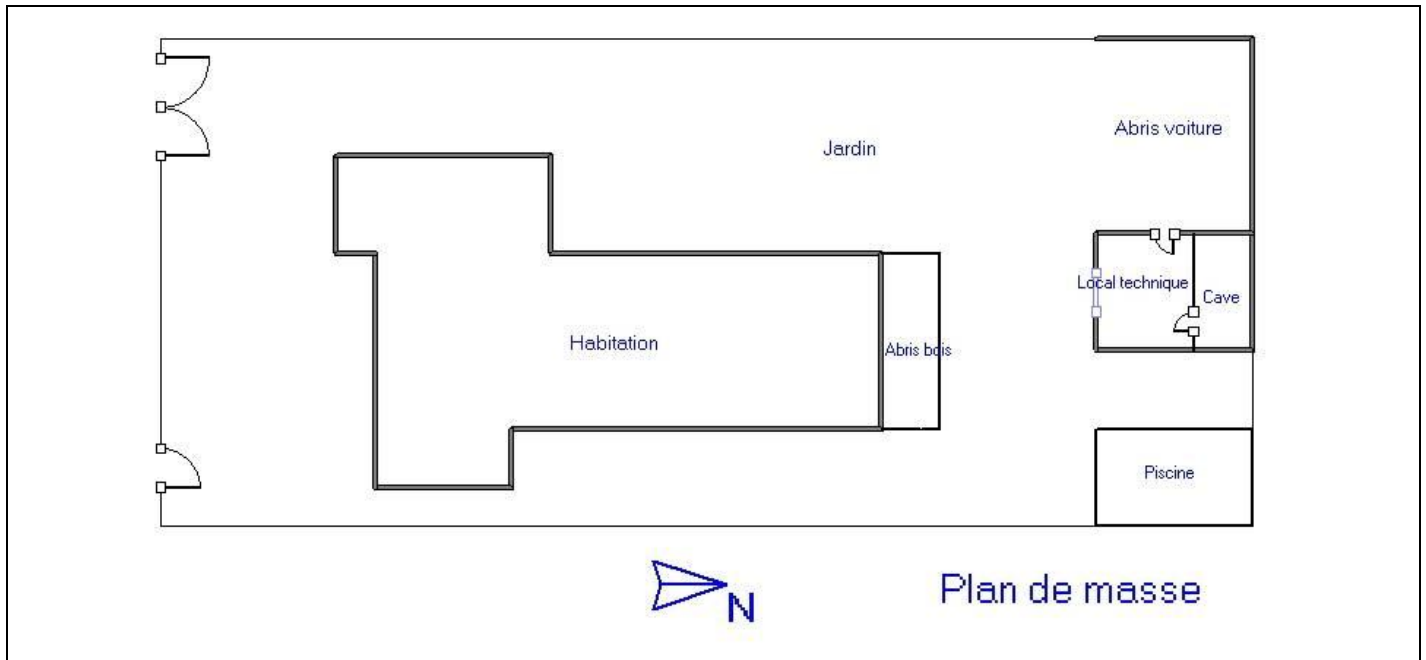 Abris voiture
Jardin
Local technique
Cave
Habitation
Abris bois
Piscine
N
Plan de masse